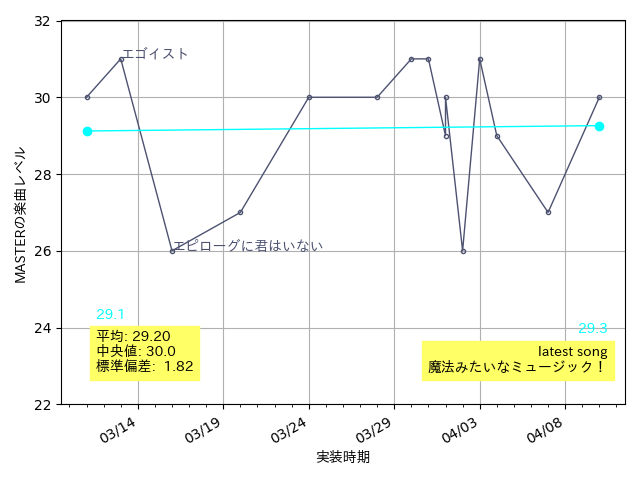 32
30
28
26
24
22
MASTERの楽曲レベル
エゴイスト
エピローグに君はいない
29.1
平均: 29.20
中央値: 30.0
標準偏差: 1.82
29.3
latest song
魔法みたいなミュージック！
03/14
03/19
03/24
03/29
04/03
04/08
実装時期